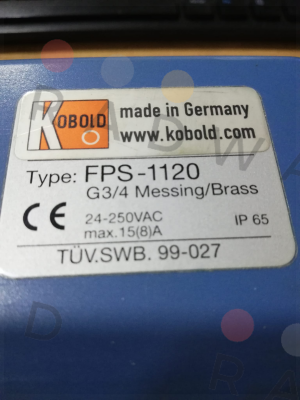 KOBOLD
made in Germany
www.kobold.com
Type: FPS-1120
G3/4 Messing/Brass
CE
24-250VAC
max.15(8)A
IP 65
TÜV.SWB. 99-027